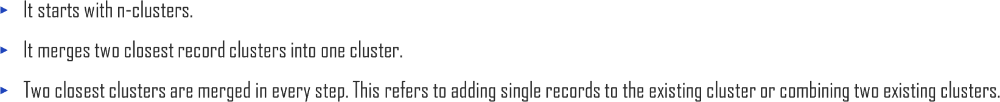 ▸ It starts with n-clusters.
▸ It merges two closest record clusters into one cluster.
▸ Two closest clusters are merged in every step. This refers to adding single records to the existing cluster or combining two existing clusters.